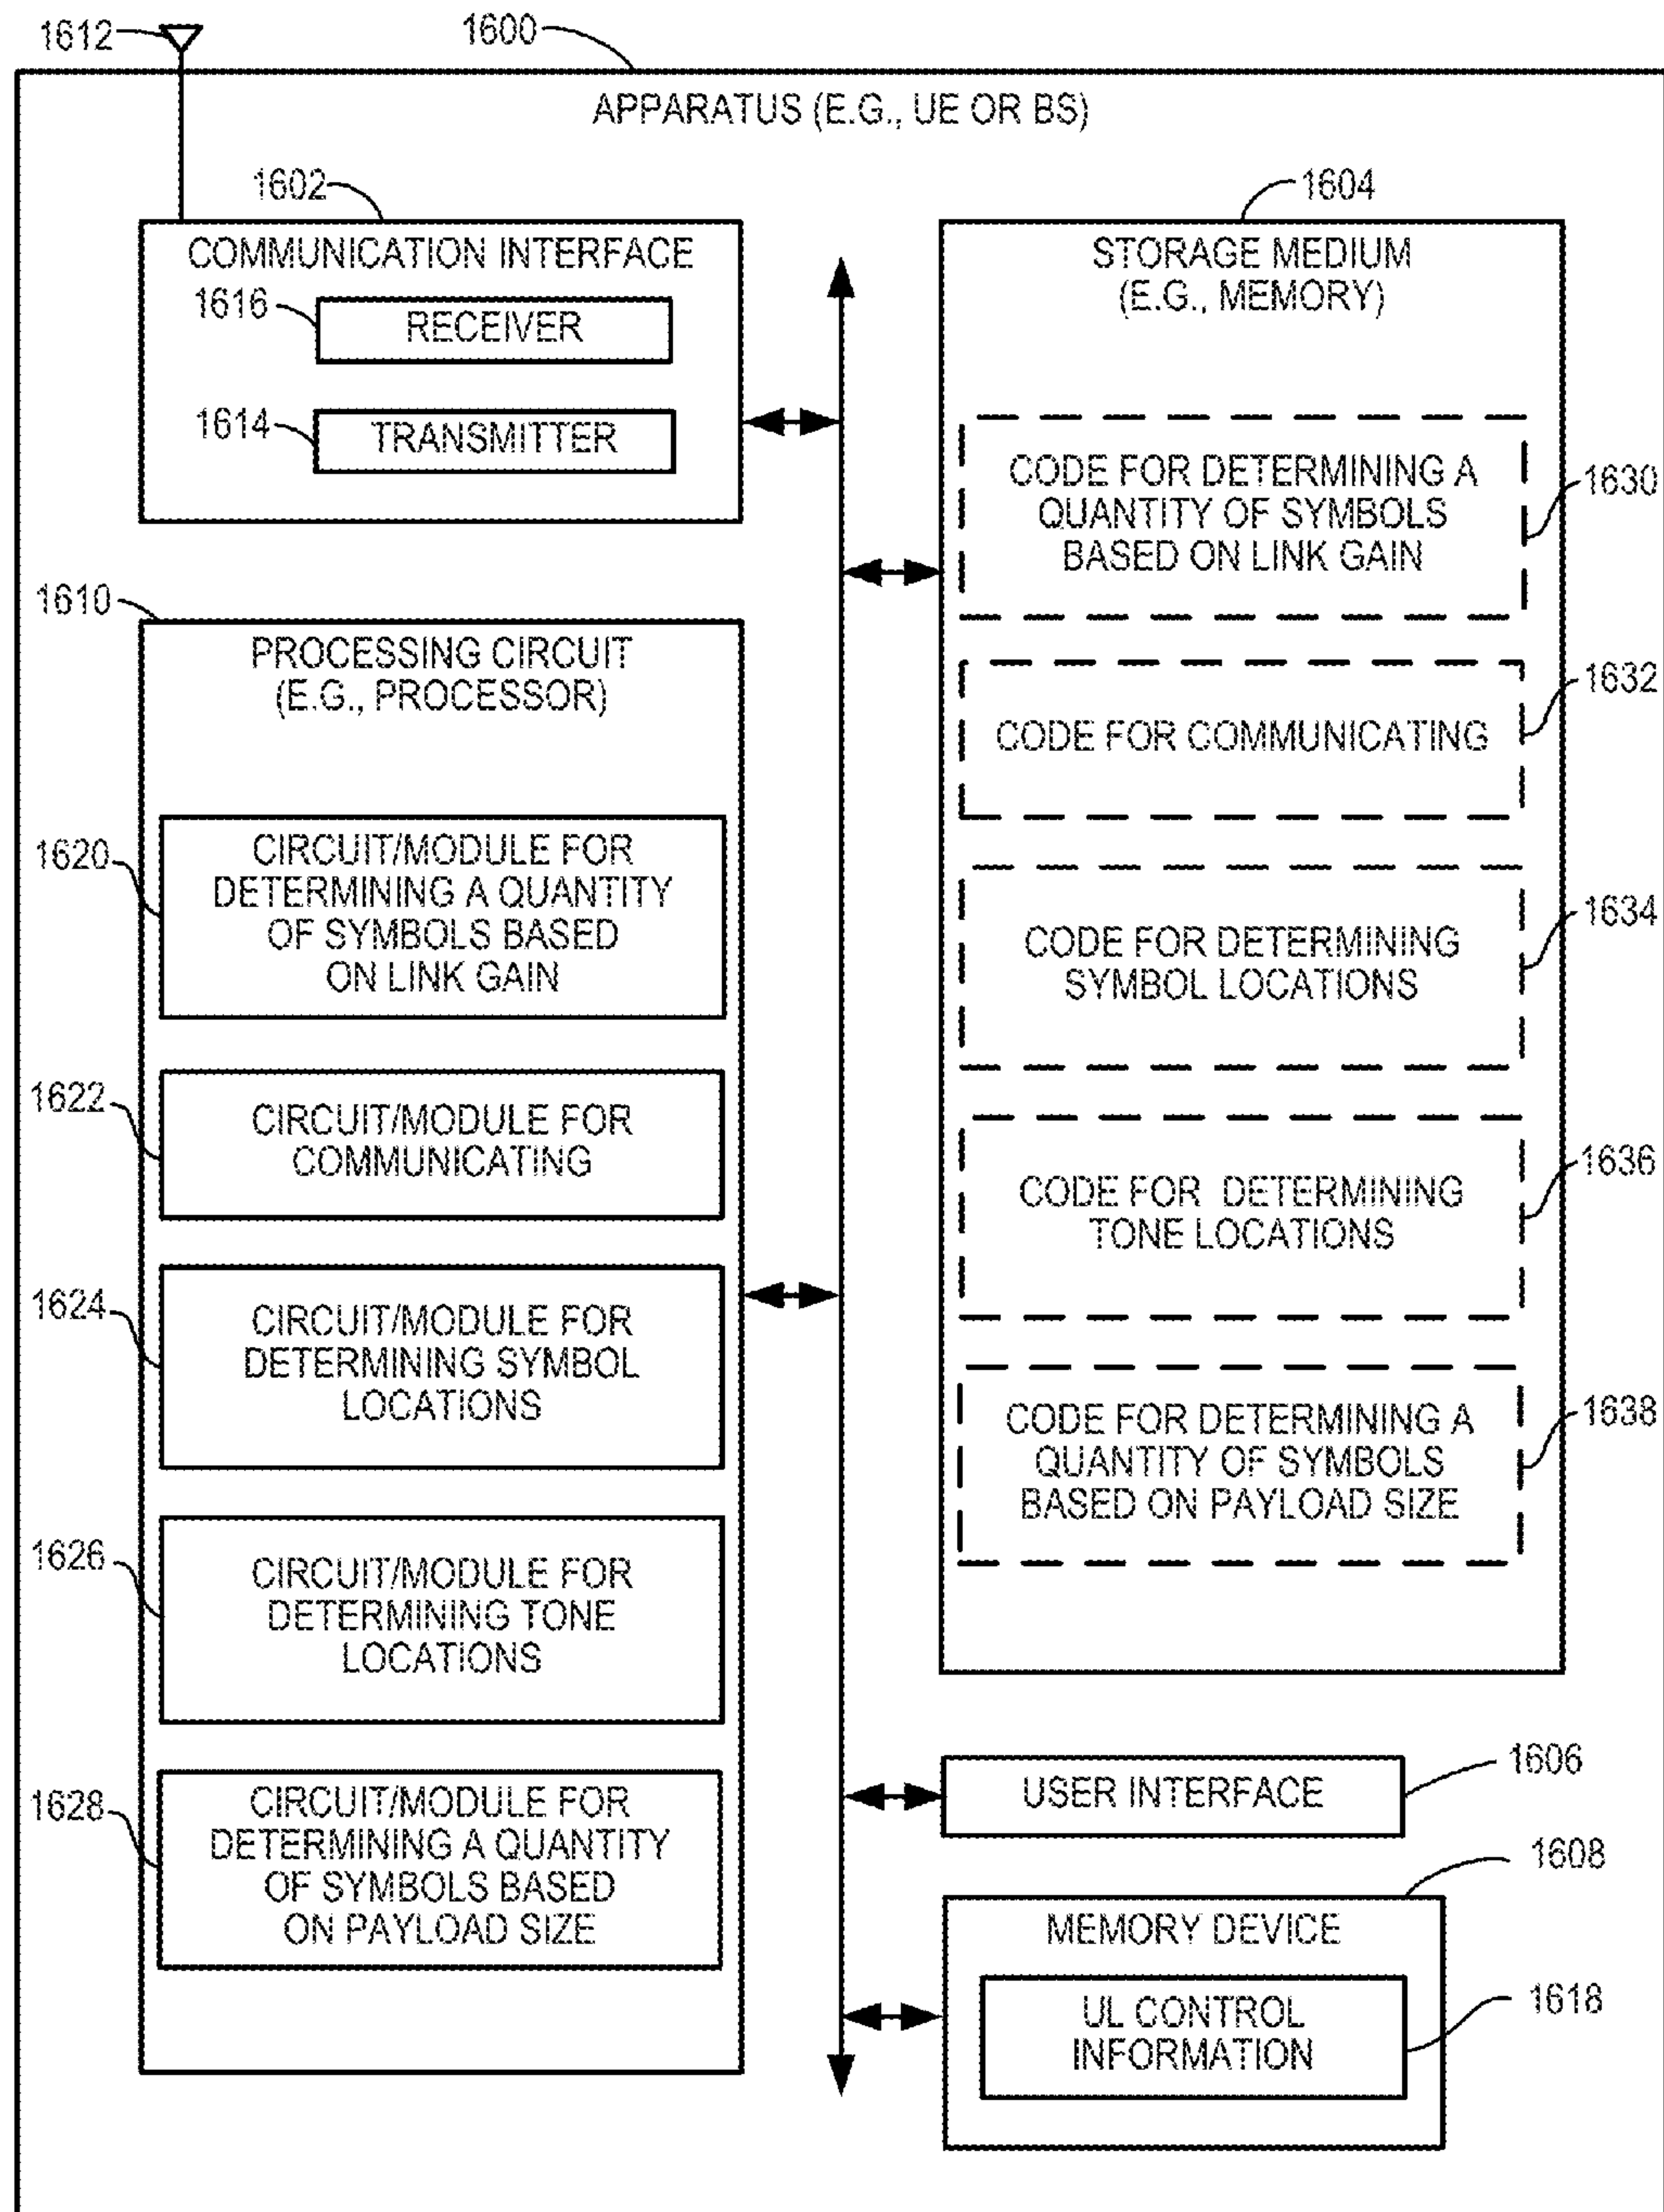 1612
1600
APPARATUS (E.G., UE OR BS)
1602
COMMUNICATION INTERFACE
1616
RECEIVER
1614
TRANSMITTER
1610
PROCESSING CIRCUIT
(E.G., PROCESSOR)
1620
CIRCUIT/MODULE FOR
DETERMINING A QUANTITY
OF SYMBOLS BASED
ON LINK GAIN
1622
CIRCUIT/MODULE FOR
COMMUNICATING
1624
CIRCUIT/MODULE FOR
DETERMINING SYMBOL
LOCATIONS
1626
CIRCUIT/MODULE FOR
DETERMINING TONE
LOCATIONS
1628
CIRCUIT/MODULE FOR
DETERMINING A QUANTITY
OF SYMBOLS BASED
ON PAYLOAD SIZE
1604
STORAGE MEDIUM
(E.G., MEMORY)
CODE FOR DETERMINING A
QUANTITY OF SYMBOLS
BASED ON LINK GAIN
1630
CODE FOR COMMUNICATING
1632
CODE FOR DETERMINING
SYMBOL LOCATIONS
1634
CODE FOR DETERMINING
TONE LOCATIONS
1636
CODE FOR DETERMINING A
QUANTITY OF SYMBOLS
BASED ON PAYLOAD SIZE
1638
USER INTERFACE
1606
1608
MEMORY DEVICE
UL CONTROL
INFORMATION
1618